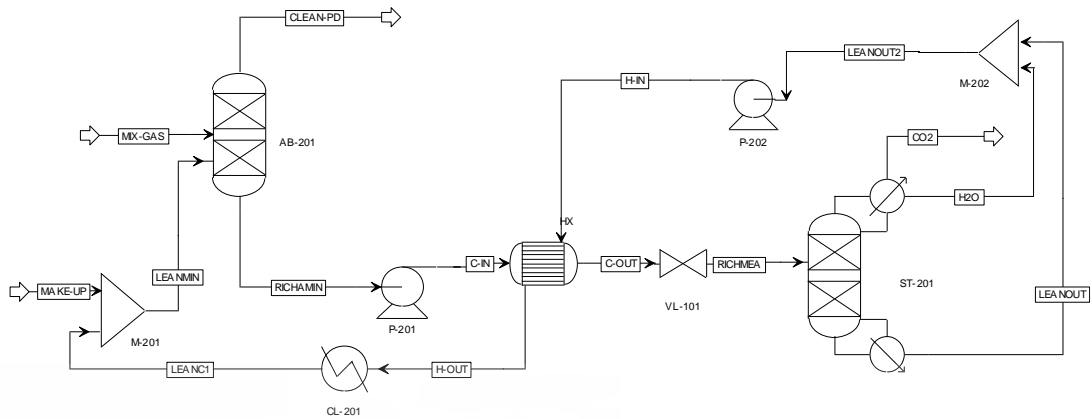 CLEAN-PD
LEANOUT2
M-202
H-IN
P-202
MIX-GAS
AB-201
CO2
H2O
HX
LEANMIN
C-IN
C-OUT
RICHMEA
ST-201
MAKE-UP
RICHAMIN
LEANOUT
VL-101
P-201
M-201
LEANC1
H-OUT
CL-201